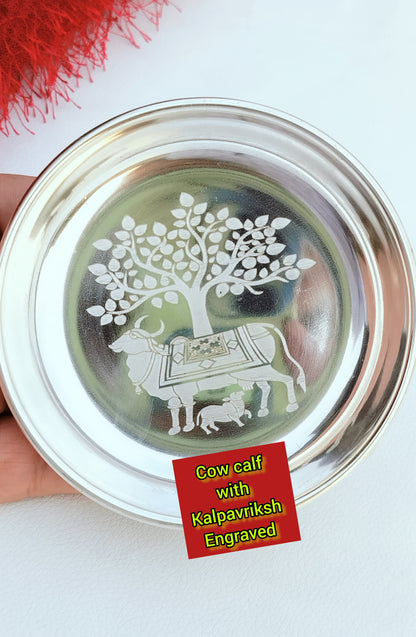 Cow calf
with
Kalpavriksh
Engraved